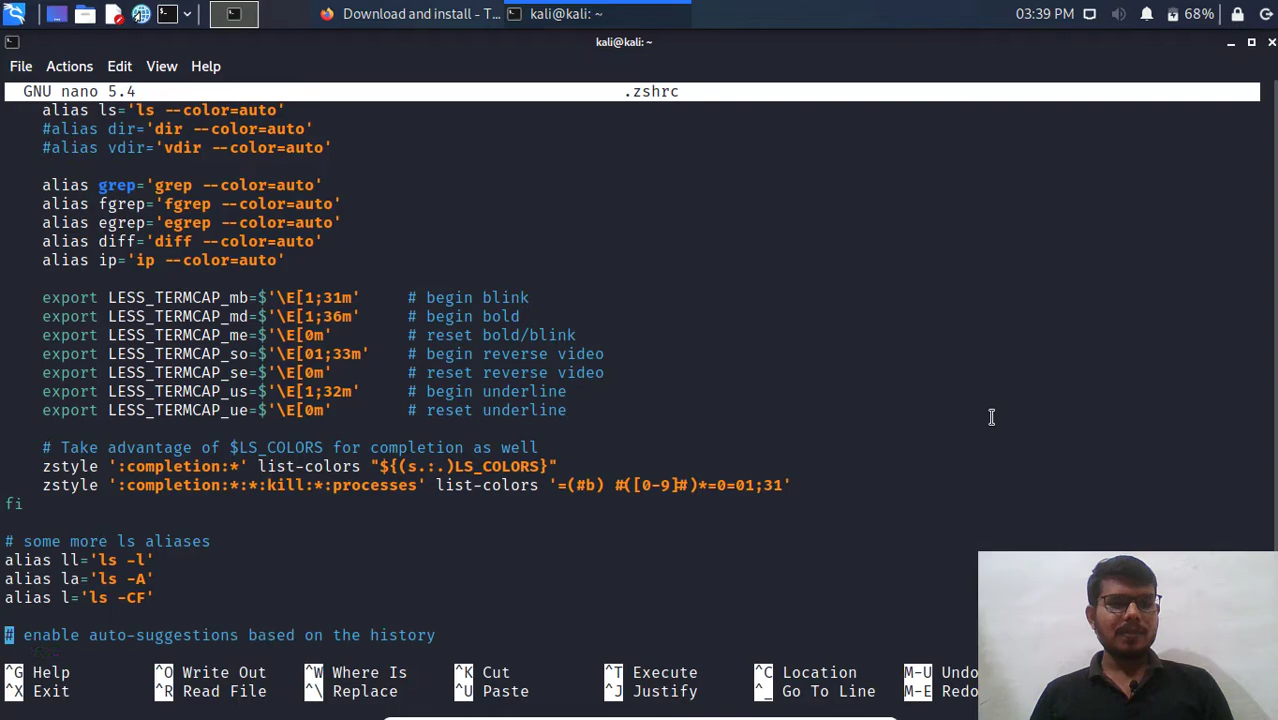 Download and install - T...
kali@kali: ~
03:39 PM
68%
kali@kali: ~
File Actions Edit View Help
GNU nano 5.4 .zshrc
alias ls='ls --color=auto'
#alias dir='dir --color=auto'
#alias vdir='vdir --color=auto'
alias grep='grep --color=auto'
alias fgrep='fgrep --color=auto'
alias egrep='egrep --color=auto'
alias diff='diff --color=auto'
alias ip='ip --color=auto'
export LESS_TERMCAP_mb=$'\E[1;31m' # begin blink
export LESS_TERMCAP_md=$'\E[1;36m' # begin bold
export LESS_TERMCAP_me=$'\E[0m' # reset bold/blink
export LESS_TERMCAP_so=$'\E[01;33m' # begin reverse video
export LESS_TERMCAP_se=$'\E[0m' # reset reverse video
export LESS_TERMCAP_us=$'\E[1;32m' # begin underline
export LESS_TERMCAP_ue=$'\E[0m' # reset underline
# Take advantage of $LS_COLORS for completion as well
zstyle ':completion:*' list-colors "${(s.:.)LS_COLORS}"
zstyle ':completion:*:*:kill:*:processes' list-colors '=(#b) #([0-9]#)*=0=01;31'
fi
# some more ls aliases
alias ll='ls -l'
alias la='ls -A'
alias l='ls -CF'
# enable auto-suggestions based on the history
^G Help ^O Write Out ^W Where Is ^K Cut ^T Execute ^C Location M-U Undo
^X Exit ^R Read File ^\ Replace ^U Paste ^J Justify ^_ Go To Line M-E Redo